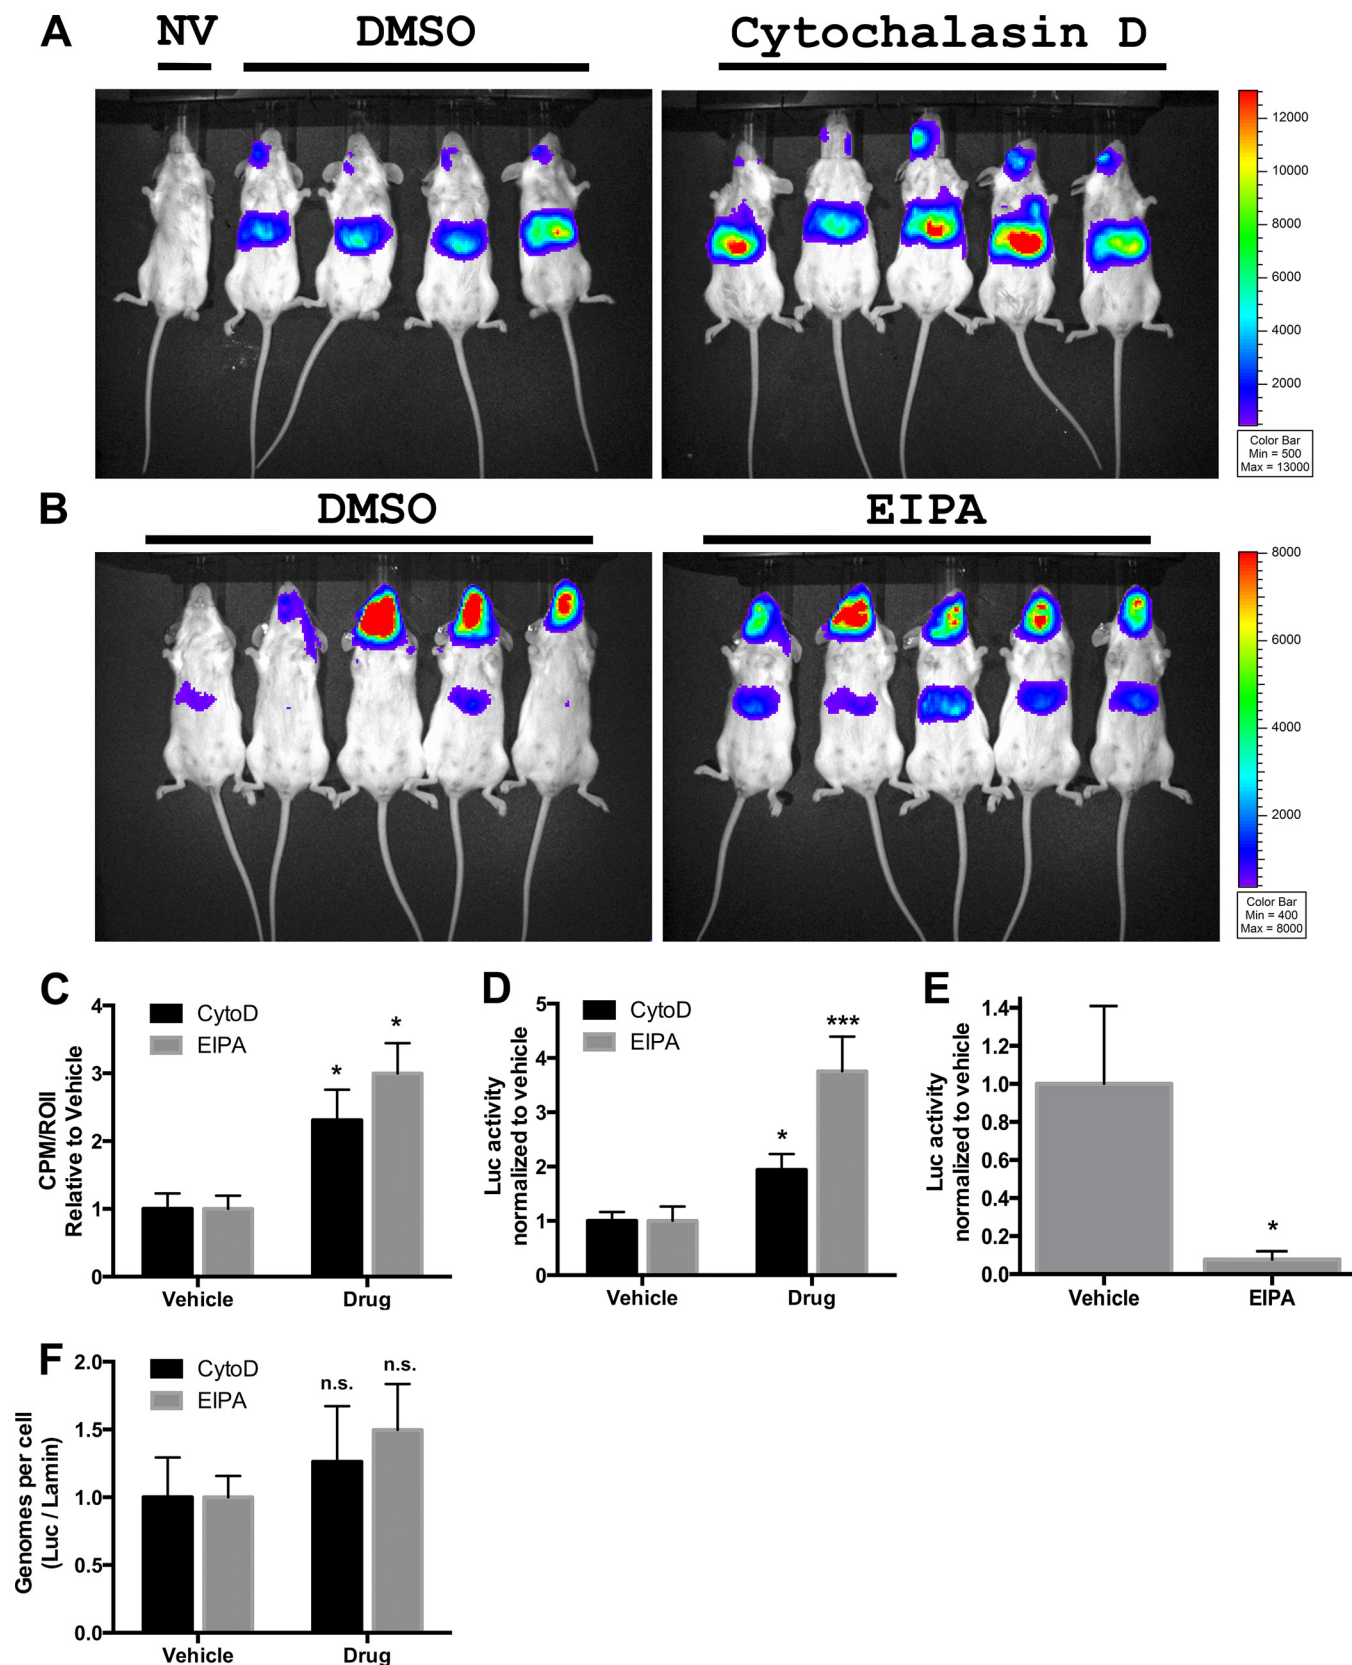 A
NV
DMSO
Cytochalasin D
12000
10000
8000
6000
4000
2000
Color Bar
Min = 500
Max = 13000
B
DMSO
EIPA
8000
6000
4000
2000
Color Bar
Min = 400
Max = 8000
C
CPM/ROI
Relative to Vehicle
4
3
2
1
0
CytoD
EIPA
*
*
Vehicle
Drug
D
Luc activity
normalized to vehicle
5
4
3
2
1
0
CytoD
EIPA
*
***
Vehicle
Drug
E
Luc activity
normalized to vehicle
1.4
1.2
1.0
0.8
0.6
0.4
0.2
0.0
*
Vehicle
EIPA
F
Genomes per cell
(Luc / Lamin)
2.0
1.5
1.0
0.5
0.0
CytoD
EIPA
n.s.
n.s.
Vehicle
Drug